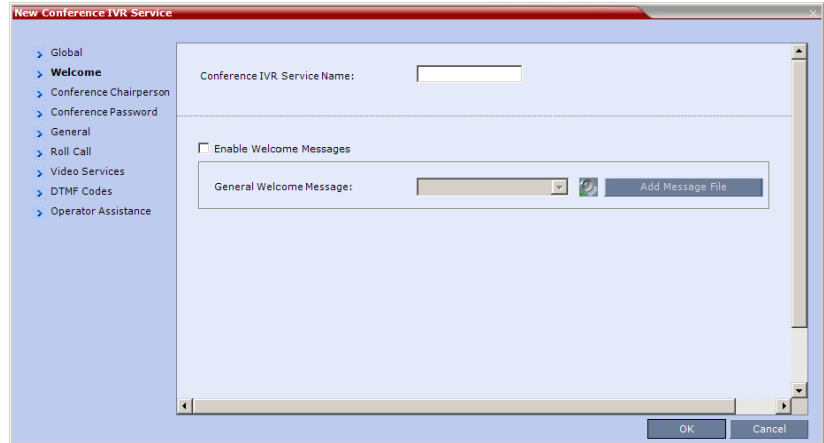 New Conference IVR Service
Global
Welcome
Conference Chairperson
Conference Password
General
Roll Call
Video Services
DTMF Codes
Operator Assistance
Conference IVR Service Name:
Enable Welcome Messages
General Welcome Message:
Add Message File
OK
Cancel